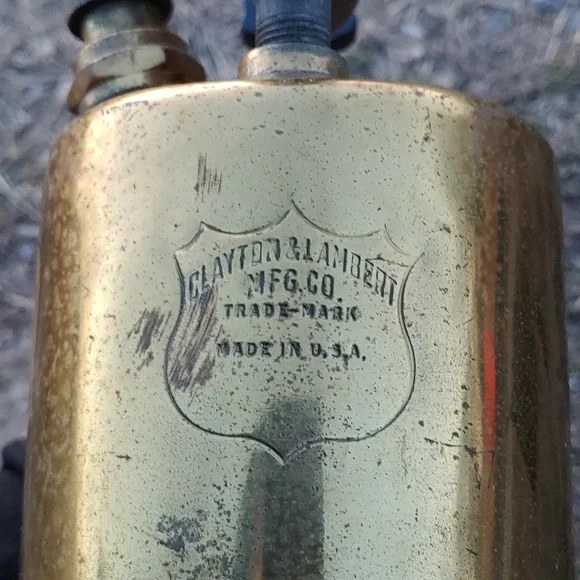 CLAYTON & LAMBERT
MFG. CO.
TRADE-MARK
MADE IN U.S.A.